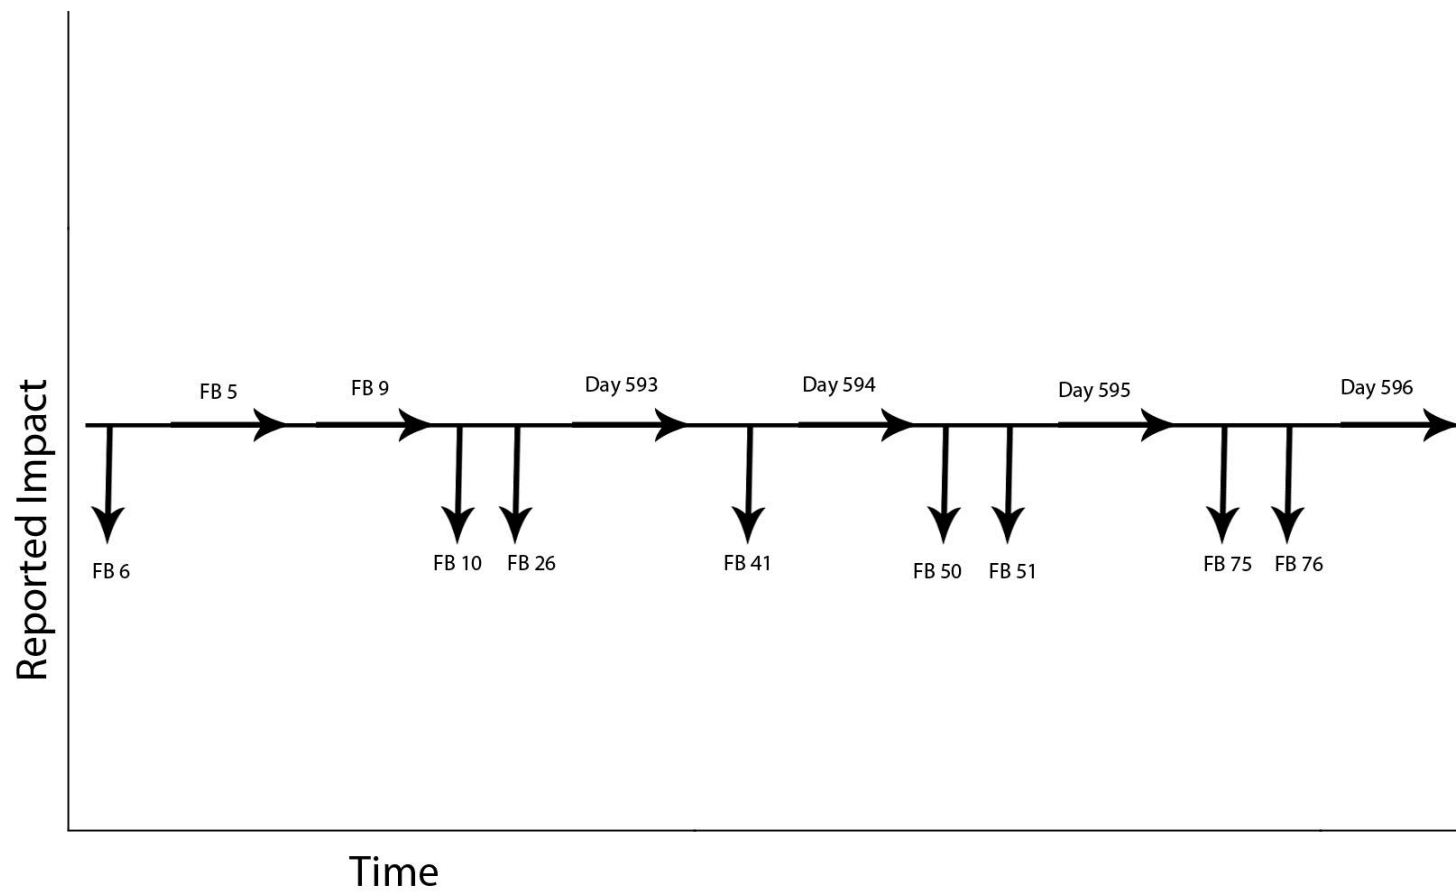 FB 5
FB 9
Day 593
Day 594
Day 595
Day 596
FB 6
FB 10
FB 26
FB 41
FB 50
FB 51
FB 75
FB 76
Reported Impact
Time